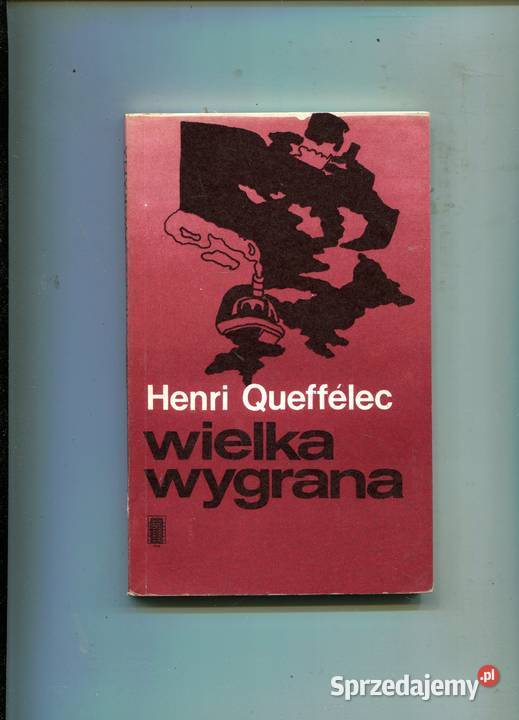 Henri Queffélec
wielka
wygrana
Sprzedajemy.pl